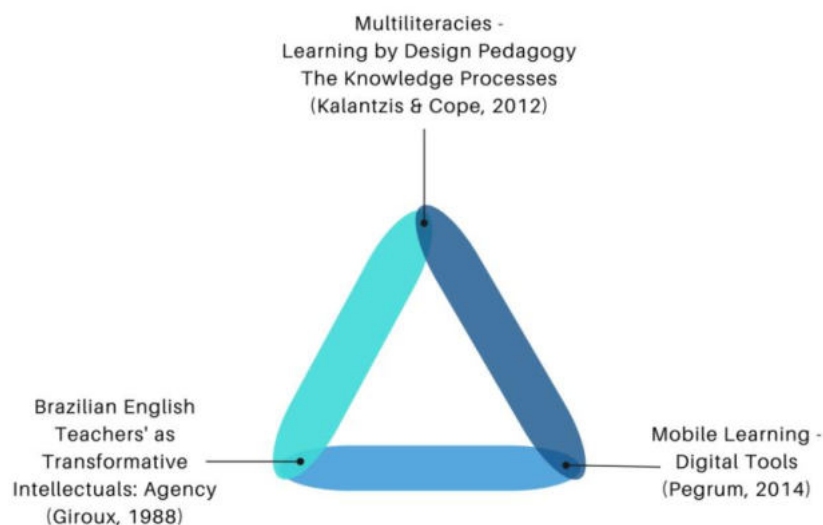 Multiliteracies -
Learning by Design Pedagogy
The Knowledge Processes
(Kalantzis & Cope, 2012)
Brazilian English
Teachers' as
Transformative
Intellectuals: Agency
(Giroux, 1988)
Mobile Learning -
Digital Tools
(Pegrum, 2014)